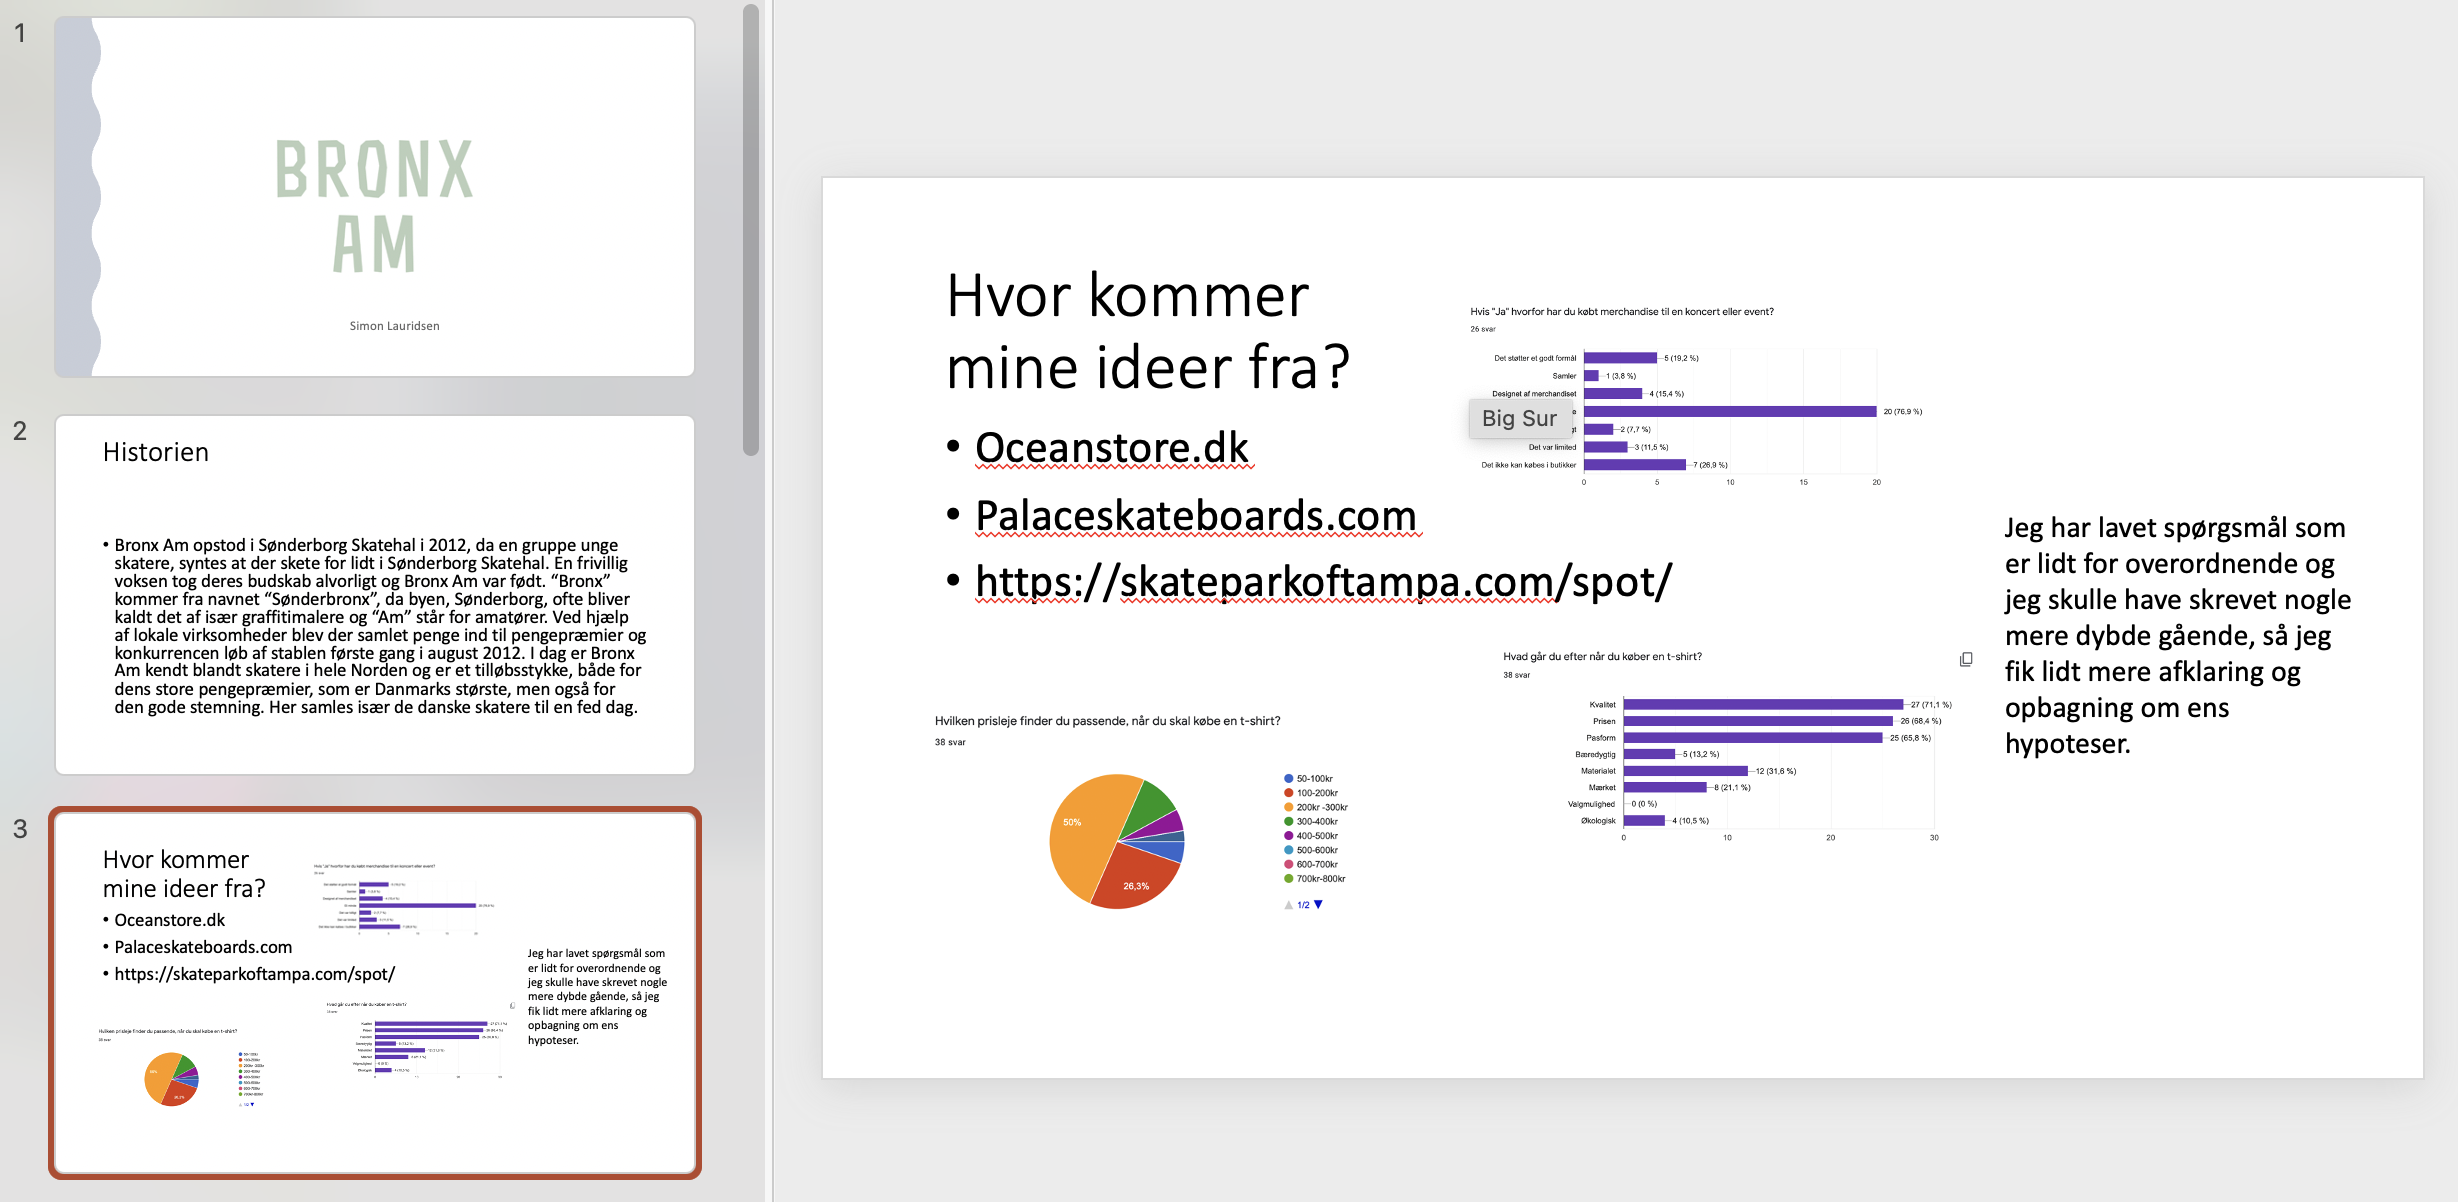 1
BRONX
AM
Simon Lauridsen
2
Historien
• Bronx Am opstod i Sønderborg Skatehal i 2012, da en gruppe unge
skatere, syntes at der skete for lidt i Sønderborg Skatehal. En frivillig
voksen tog deres budskab alvorligt og Bronx Am var født. “Bronx”
kommer fra navnet “Sønderbronx”, da byen, Sønderborg, ofte bliver
kaldt det af især graffitimalere og “Am” står for amatører. Ved hjælp
af lokale virksomheder blev der samlet penge ind til pengepræmier og
konkurrencen løb af stablen første gang i august 2012. I dag er Bronx
Am kendt blandt skatere i hele Norden og er et tilløbsstykke, både for
dens store pengepræmier, som er Danmarks største, men også for
den gode stemning. Her samles især de danske skatere til en fed dag.
3
Hvor kommer
mine ideer fra?
• Oceanstore.dk
• Palaceskateboards.com
• https://skateparkoftampa.com/spot/
Jeg har lavet spørgsmål som
er lidt for overordnende og
jeg skulle have skrevet nogle
mere dybde gående, så jeg
fik lidt mere afklaring og
opbagning om ens
hypoteser.
Hvor kommer
mine ideer fra?
• Oceanstore.dk
• Palaceskateboards.com
• https://skateparkoftampa.com/spot/
Hvis "Ja" hvorfor har du købt merchandise til en koncert eller event?
26 svar
Det støtter et godt formål 5 (19,2 %)
Samler 1 (3,8 %)
Designet af merchandiset 4 (15,4 %)
Big Sur
20 (76,9 %)
2 (7,7 %)
Det var limited 3 (11,5 %)
Det ikke kan købes i butikker 7 (26,9 %)
0 5 10 15 20
Jeg har lavet spørgsmål som
er lidt for overordnende og
jeg skulle have skrevet nogle
mere dybde gående, så jeg
fik lidt mere afklaring og
opbagning om ens
hypoteser.
Hvilken prisleje finder du passende, når du skal købe en t-shirt?
38 svar
50%
26,3%
50-100kr
100-200kr
200kr -300kr
300-400kr
400-500kr
500-600kr
600-700kr
700kr-800kr
1/2
Hvad går du efter når du køber en t-shirt?
38 svar
Kvalitet 27 (71,1 %)
Prisen 26 (68,4 %)
Pasform 25 (65,8 %)
Bæredygtig 5 (13,2 %)
Materialet 12 (31,6 %)
Mærket 8 (21,1 %)
Valgmulighed 0 (0 %)
Økologisk 4 (10,5 %)
0 10 20 30